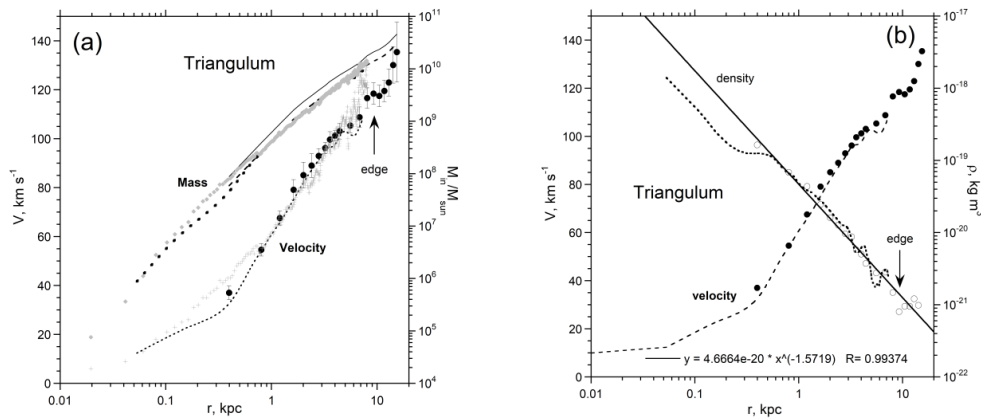 (a)
Triangulum
Mass
Velocity
edge
V, km s⁻¹
140
120
100
80
60
40
20
0
0.01
0.1
1
10
r, kpc
10¹¹
10¹⁰
10⁹
10⁸
10⁷
10⁶
10⁵
10⁴
M_in/M_sun
(b)
density
Triangulum
edge
velocity
y = 4.6664e-20 * x^(-1.5719) R= 0.99374
V, km s⁻¹
140
120
100
80
60
40
20
0
0.01
0.1
1
10
r, kpc
10⁻¹⁷
10⁻¹⁸
10⁻¹⁹
10⁻²⁰
10⁻²¹
10⁻²²
ρ, kg m³